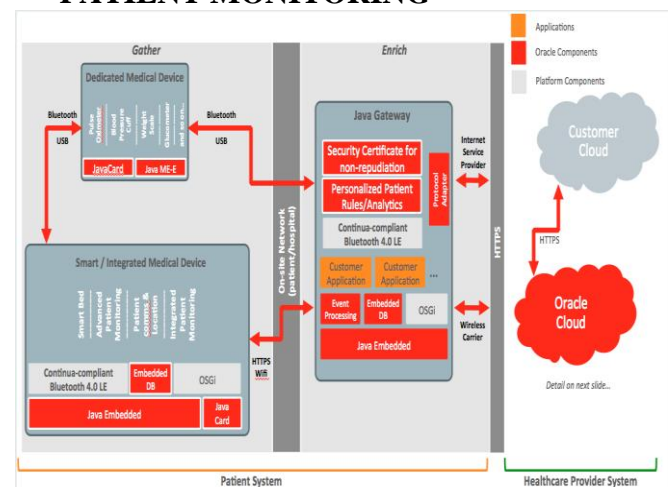 PATIENT MONITORING
Gather
Enrich
Applications
Oracle Components
Platform Components
Dedicated Medical Device
Pulse
Oximeter
Blood
Pressure
Cuff
Weight
Scale
Glucometer
and so on...
JavaCard
Java ME-E
Bluetooth
USB
Bluetooth
USB
Smart / Integrated Medical Device
Smart Bed
Advanced
Patient
Monitoring
Patient
comms &
Location
Integrated
Patient
Monitoring
Continua-compliant
Bluetooth 4.0 LE
Embedded
DB
OSGi
Java Embedded
Java
Card
HTTPS
Wifi
On-site Network
(patient/hospital)
Java Gateway
Security Certificate for
non-repudiation
Personalized Patient
Rules/Analytics
Protocol
Adapter
Continua-compliant
Bluetooth 4.0 LE
Customer
Application
Customer
Application
...
Event
Processing
Embedded
DB
OSGi
Java Embedded
Internet
Service
Provider
Wireless
Carrier
HTTPS
Customer
Cloud
HTTPS
Oracle
Cloud
Detail on next slide...
Patient System
Healthcare Provider System